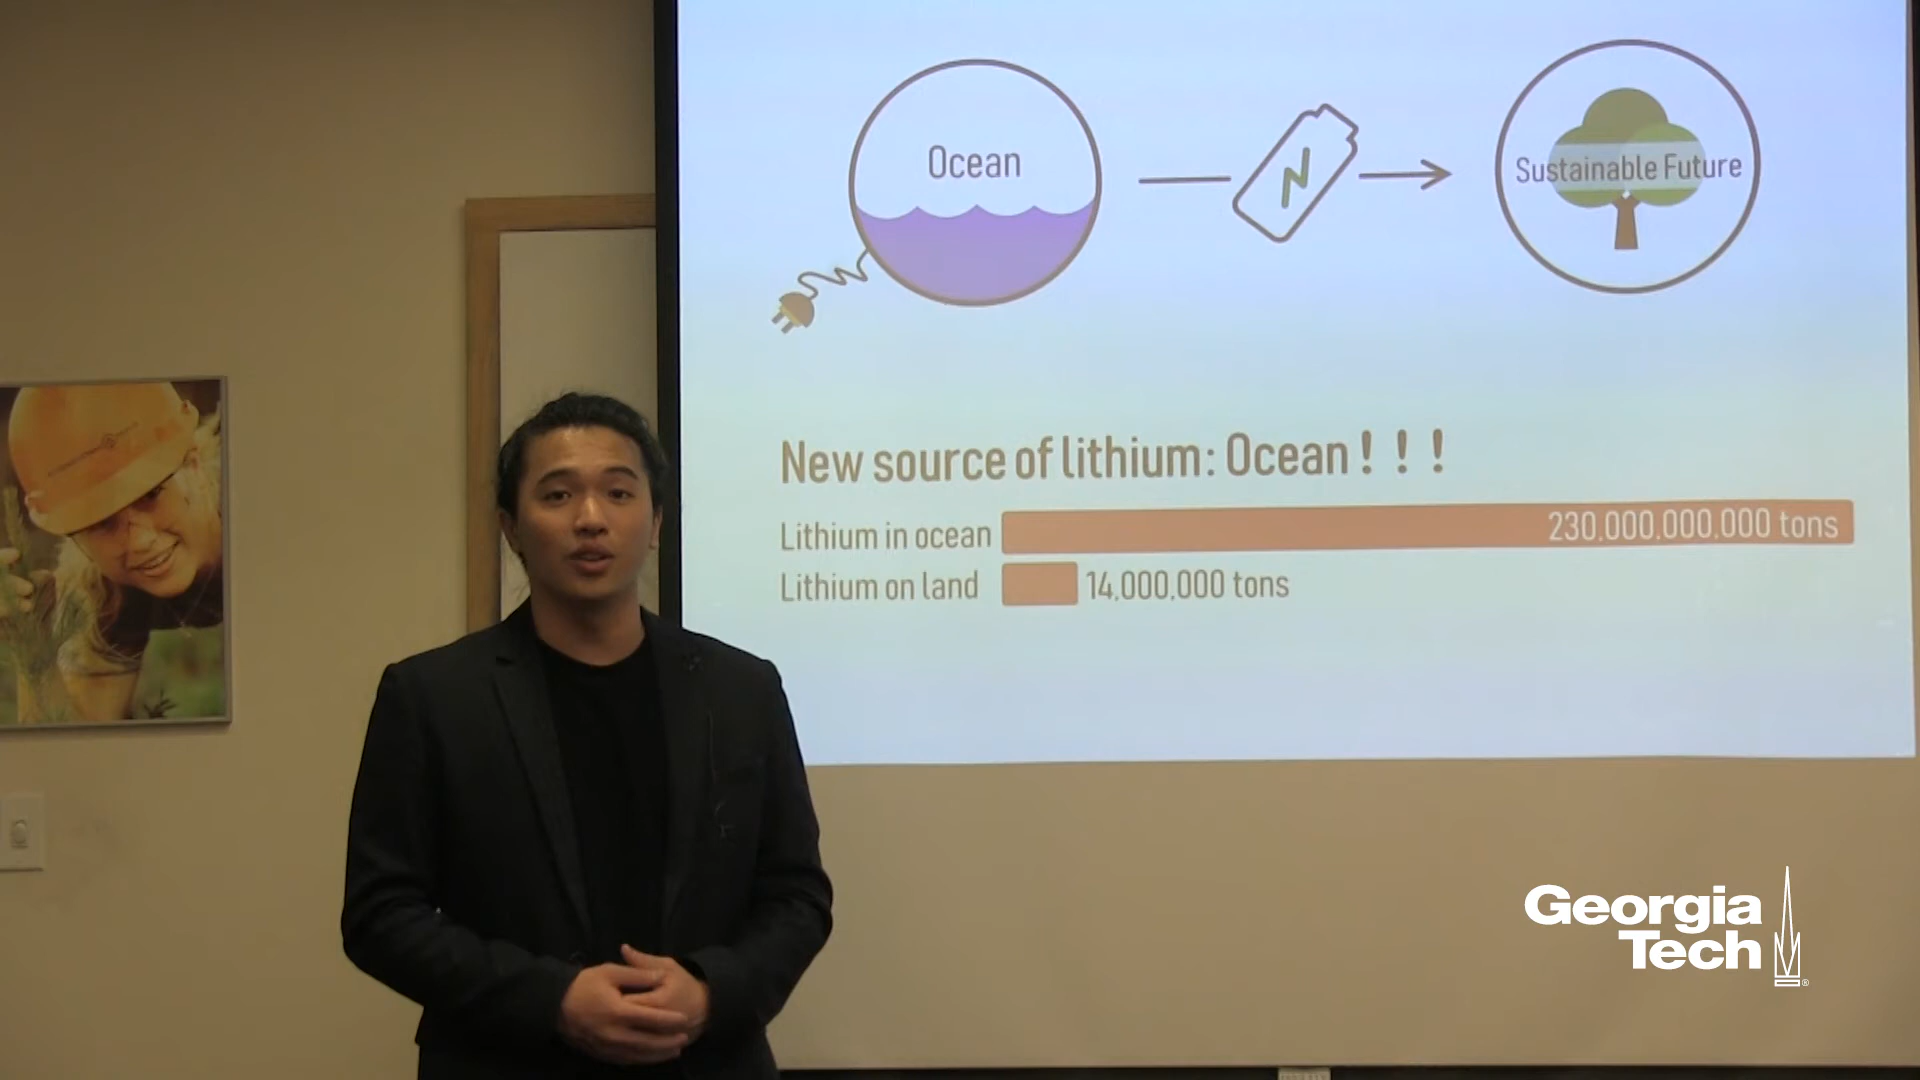 Ocean
Sustainable Future
New source of lithium: Ocean! ! !
Lithium in ocean 230,000,000,000 tons
Lithium on land 14,000,000 tons
Georgia
Tech
®